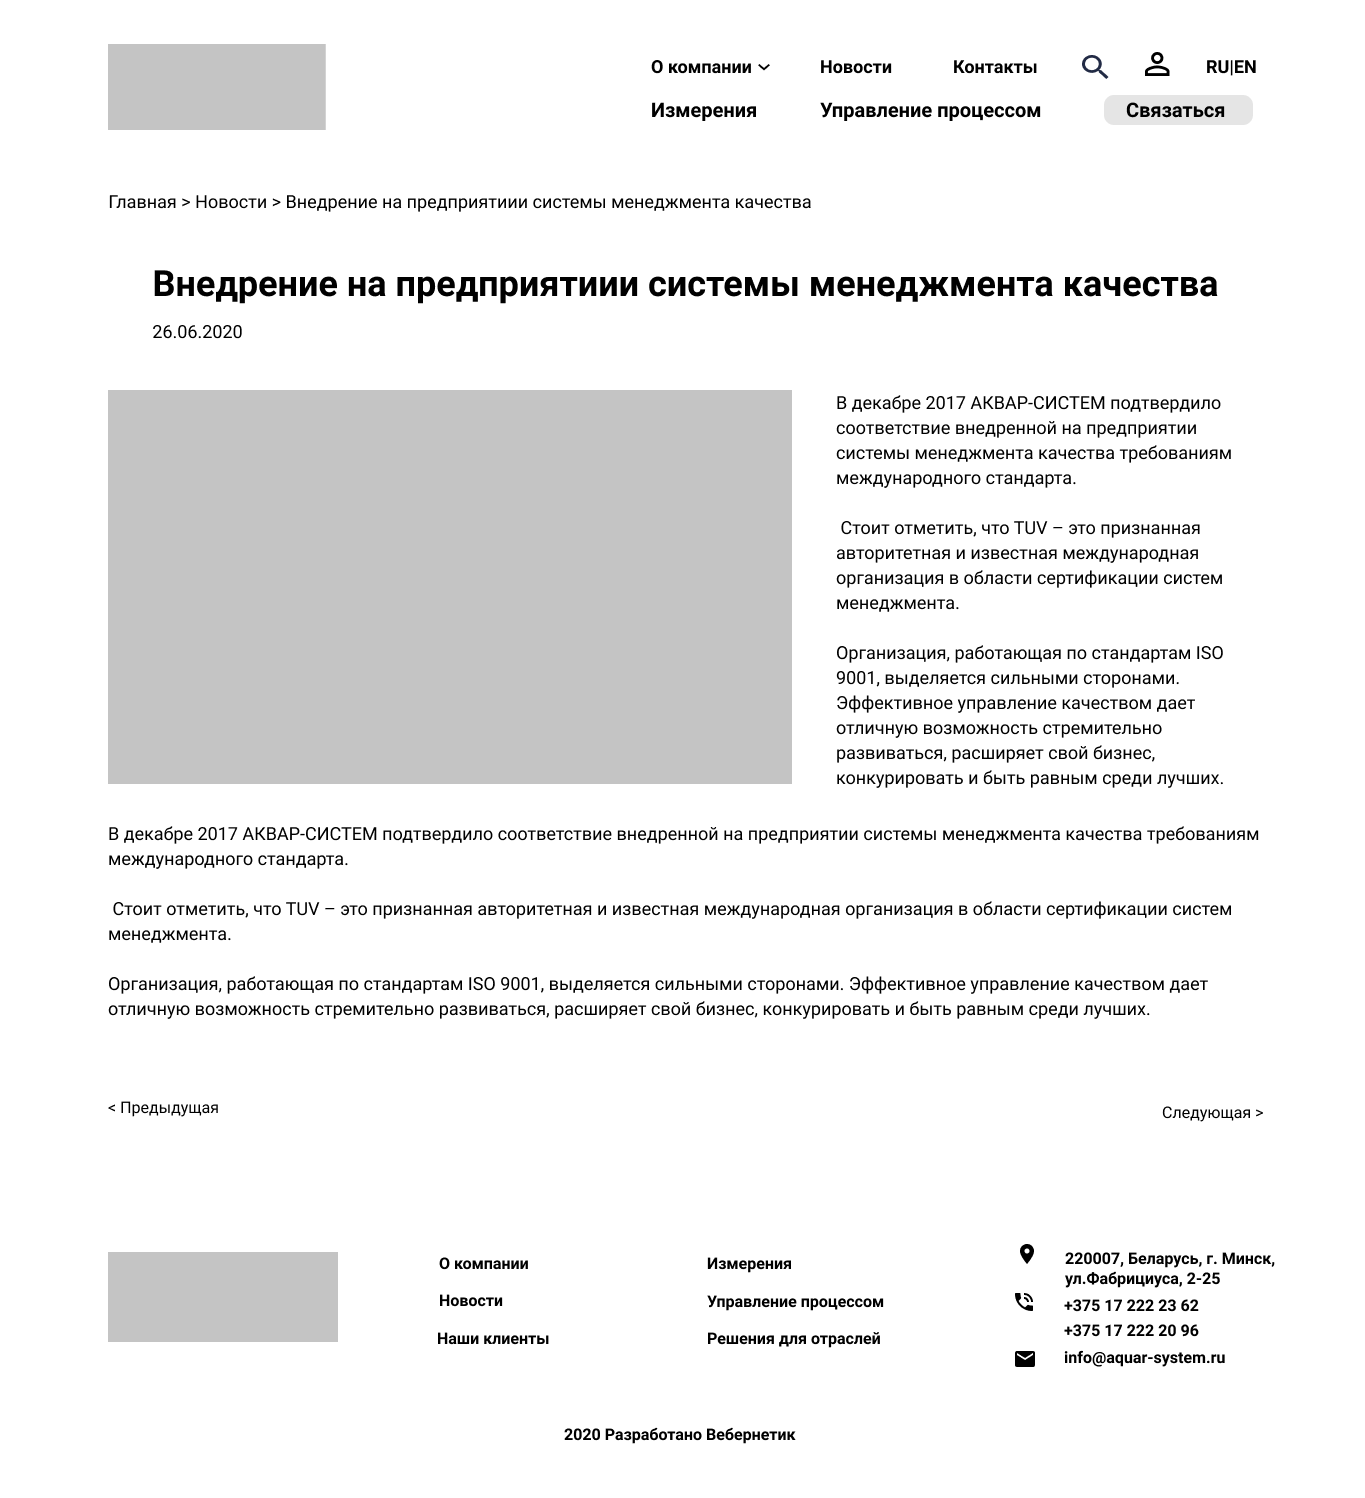 О компании
Новости
Контакты
RU|EN
Измерения
Управление процессом
Связаться
Главная > Новости > Внедрение на предприятиии системы менеджмента качества
Внедрение на предприятиии системы менеджмента качества
26.06.2020
В декабре 2017 АКВАР-СИСТЕМ подтвердило
соответствие внедренной на предприятии
системы менеджмента качества требованиям
международного стандарта.
Стоит отметить, что TUV – это признанная
авторитетная и известная международная
организация в области сертификации систем
менеджмента.
Организация, работающая по стандартам ISO
9001, выделяется сильными сторонами.
Эффективное управление качеством дает
отличную возможность стремительно
развиваться, расширяет свой бизнес,
конкурировать и быть равным среди лучших.
В декабре 2017 АКВАР-СИСТЕМ подтвердило соответствие внедренной на предприятии системы менеджмента качества требованиям
международного стандарта.
Стоит отметить, что TUV – это признанная авторитетная и известная международная организация в области сертификации систем
менеджмента.
Организация, работающая по стандартам ISO 9001, выделяется сильными сторонами. Эффективное управление качеством дает
отличную возможность стремительно развиваться, расширяет свой бизнес, конкурировать и быть равным среди лучших.
< Предыдущая
Следующая >
О компании
Новости
Наши клиенты
Измерения
Управление процессом
Решения для отраслей
220007, Беларусь, г. Минск,
ул.Фабрициуса, 2-25
+375 17 222 23 62
+375 17 222 20 96
info@aquar-system.ru
2020 Разработано Вебернетик